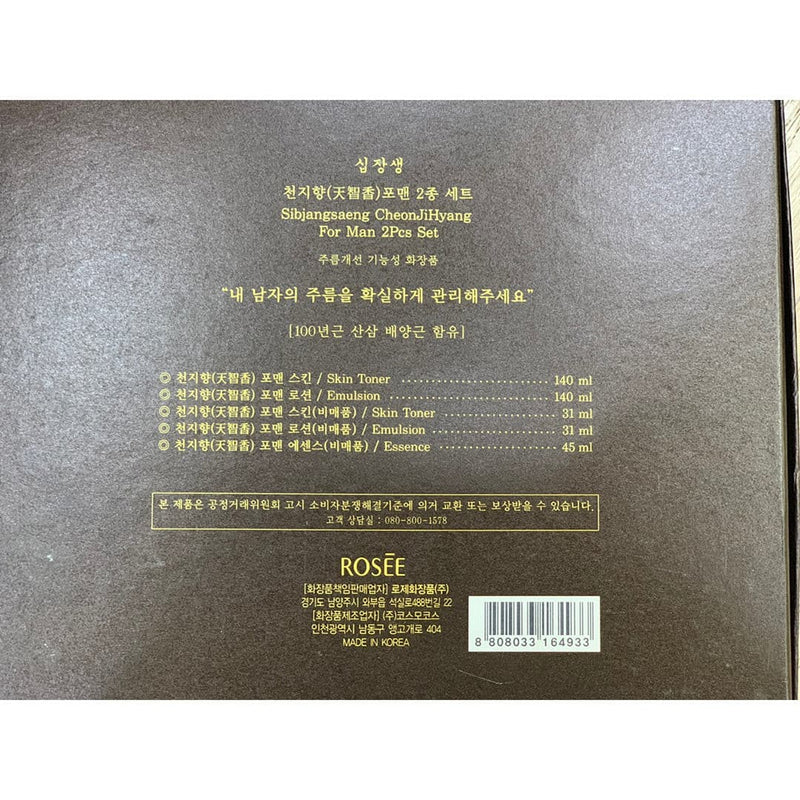 십장생
천지향(天智香)포맨 2종 세트
Sibjangsaeng CheonJiHyang
For Man 2Pcs Set
주름개선 기능성 화장품
“내 남자의 주름을 확실하게 관리해주세요”
[100년근 산삼 배양근 함유]
◎ 천지향(天智香) 포맨 스킨 / Skin Toner ........................ 140 ml
◎ 천지향(天智香) 포맨 로션 / Emulsion ........................... 140 ml
◎ 천지향(天智香) 포맨 스킨(비매품) / Skin Toner ................ 31 ml
◎ 천지향(天智香) 포맨 로션(비매품) / Emulsion .................. 31 ml
◎ 천지향(天智香) 포맨 에센스(비매품) / Essence ................. 45 ml
본 제품은 공정거래위원회 고시 소비자분쟁해결기준에 의거 교환 또는 보상받을 수 있습니다.
고객 상담실 : 080-800-1578
ROSĒE
[화장품책임판매업자] 로제화장품(주)
경기도 남양주시 와부읍 석실로488번길 22
[화장품제조업자] (주)코스모코스
인천광역시 남동구 앵고개로 404
MADE IN KOREA
8 808033 164933